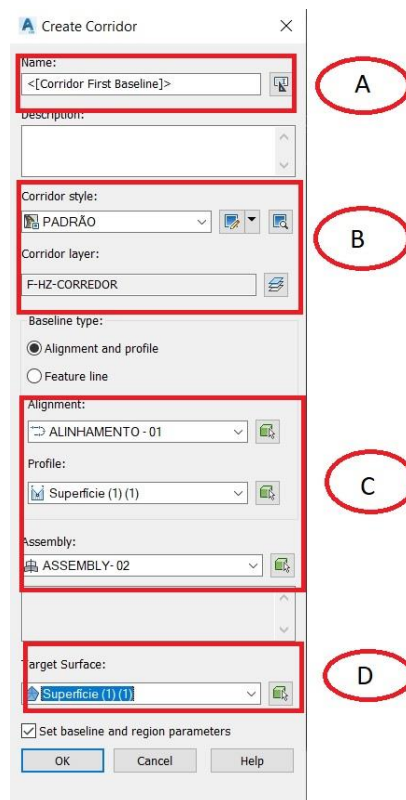 Create Corridor
Name:
<[Corridor First Baseline]>
A
Description:
Corridor style:
PADRÃO
B
Corridor layer:
F-HZ-CORREDOR
Baseline type:
Alignment and profile
Feature line
Alignment:
ALINHAMENTO - 01
Profile:
Superfície (1) (1)
C
Assembly:
ASSEMBLY- 02
Target Surface:
Superfície (1) (1)
D
Set baseline and region parameters
OK Cancel Help